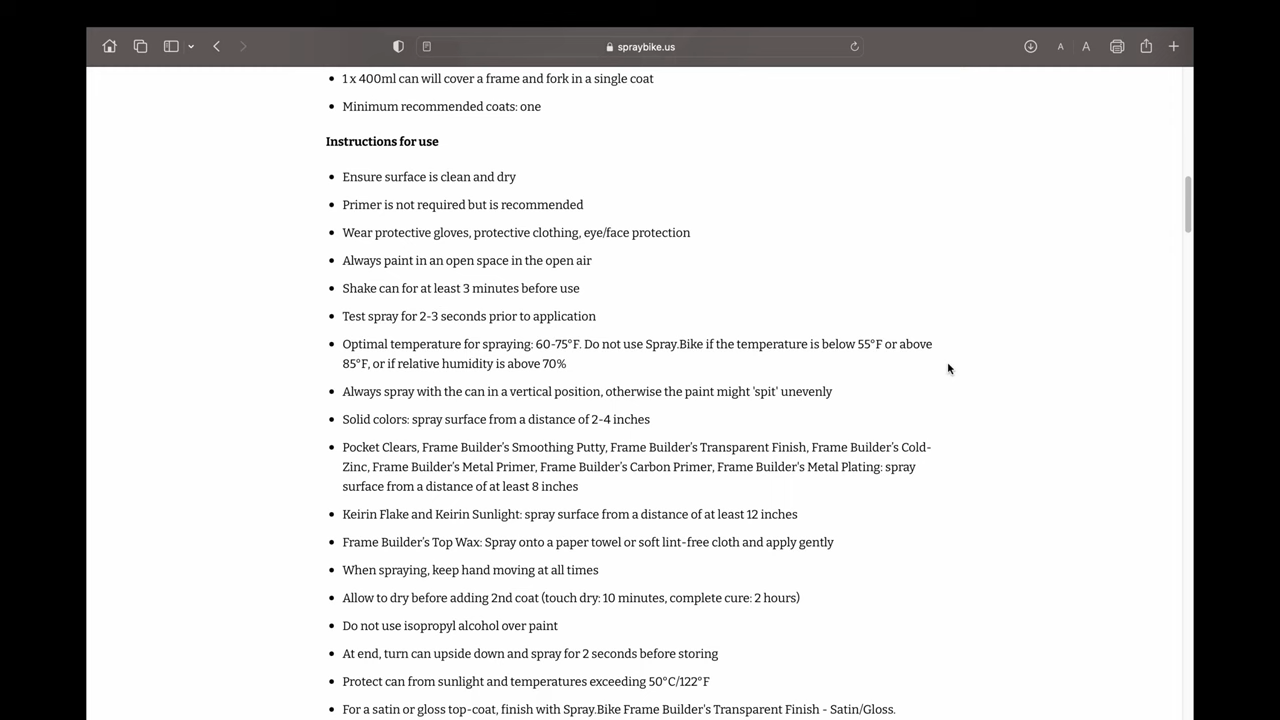 spraybike.us
A
A
• 1 x 400ml can will cover a frame and fork in a single coat
• Minimum recommended coats: one
Instructions for use
• Ensure surface is clean and dry
• Primer is not required but is recommended
• Wear protective gloves, protective clothing, eye/face protection
• Always paint in an open space in the open air
• Shake can for at least 3 minutes before use
• Test spray for 2-3 seconds prior to application
• Optimal temperature for spraying: 60-75°F. Do not use Spray.Bike if the temperature is below 55°F or above
85°F, or if relative humidity is above 70%
• Always spray with the can in a vertical position, otherwise the paint might 'spit' unevenly
• Solid colors: spray surface from a distance of 2-4 inches
• Pocket Clears, Frame Builder's Smoothing Putty, Frame Builder's Transparent Finish, Frame Builder's Cold-
Zinc, Frame Builder's Metal Primer, Frame Builder's Carbon Primer, Frame Builder's Metal Plating: spray
surface from a distance of at least 8 inches
• Keirin Flake and Keirin Sunlight: spray surface from a distance of at least 12 inches
• Frame Builder's Top Wax: Spray onto a paper towel or soft lint-free cloth and apply gently
• When spraying, keep hand moving at all times
• Allow to dry before adding 2nd coat (touch dry: 10 minutes, complete cure: 2 hours)
• Do not use isopropyl alcohol over paint
• At end, turn can upside down and spray for 2 seconds before storing
• Protect can from sunlight and temperatures exceeding 50°C/122°F
• For a satin or gloss top-coat, finish with Spray.Bike Frame Builder's Transparent Finish - Satin/Gloss.